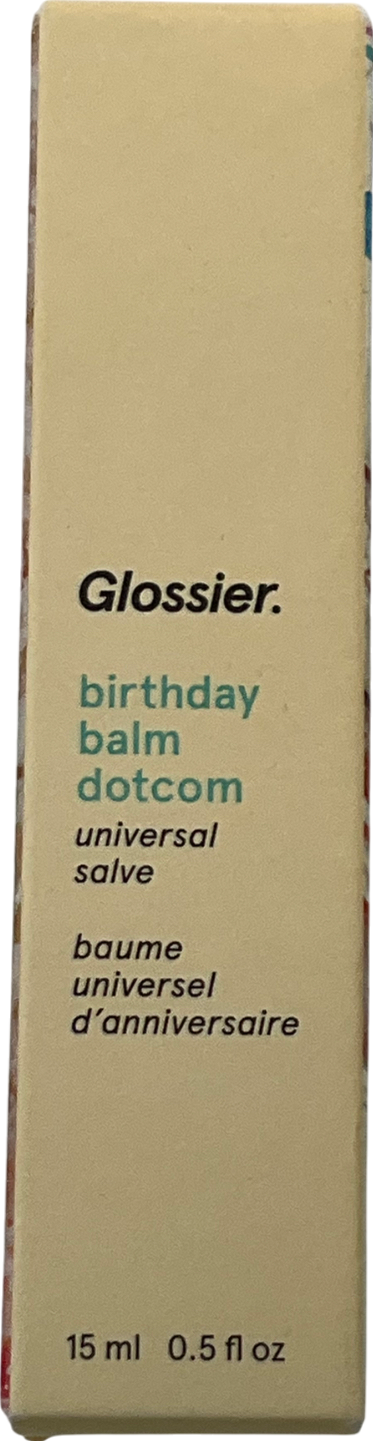 Glossier.
birthday
balm
dotcom
universal
salve
baume
universel
d'anniversaire
15 ml 0.5 fl oz